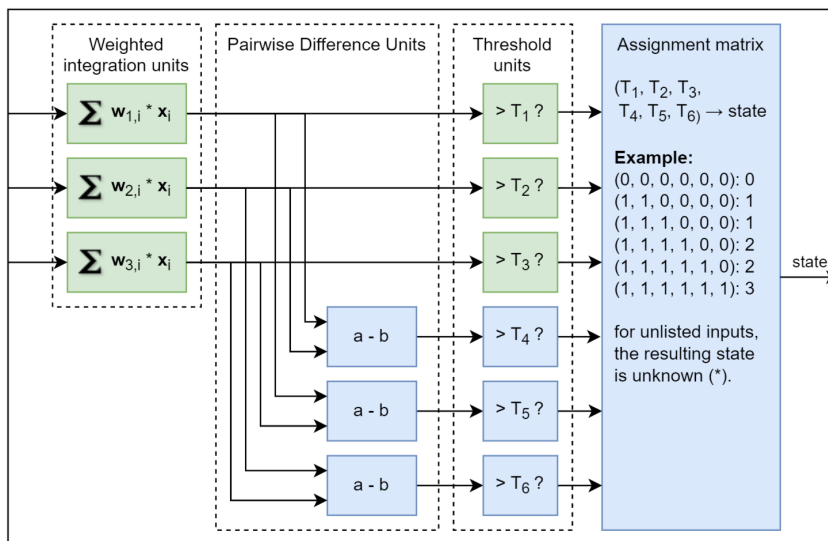 Weighted
integration units
Pairwise Difference Units
Threshold
units
Assignment matrix
Σ w1,i * xi
> T1 ?
(T1, T2, T3,
T4, T5, T6) → state
Σ w2,i * xi
> T2 ?
Example:
(0, 0, 0, 0, 0, 0): 0
(1, 1, 0, 0, 0, 0): 1
(1, 1, 1, 0, 0, 0): 1
(1, 1, 1, 1, 0, 0): 2
(1, 1, 1, 1, 1, 0): 2
(1, 1, 1, 1, 1, 1): 3
Σ w3,i * xi
> T3 ?
state
a - b
> T4 ?
for unlisted inputs,
the resulting state
is unknown (*).
a - b
> T5 ?
a - b
> T6 ?